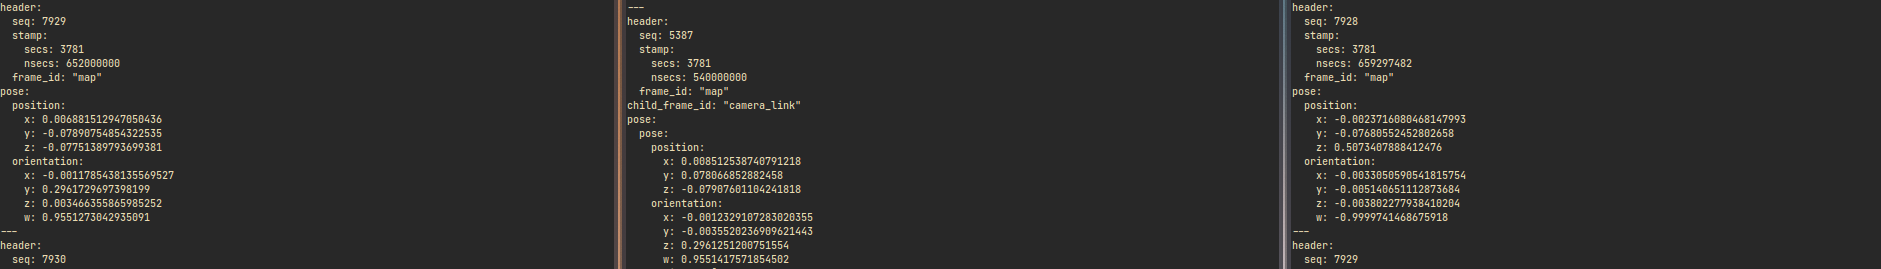 header:
  seq: 7929
  stamp:
    secs: 3781
    nsecs: 652000000
  frame_id: "map"
pose:
  position:
    x: 0.006881512947050436
    y: -0.07890754854322535
    z: -0.07751389793699381
  orientation:
    x: -0.0011785438135569527
    y: 0.2961729697398199
    z: 0.003466355865985252
    w: 0.9551273042935091
---
header:
  seq: 7930
---
header:
  seq: 5387
  stamp:
    secs: 3781
    nsecs: 540000000
  frame_id: "map"
child_frame_id: "camera_link"
pose:
  pose:
    position:
      x: 0.008512538740791218
      y: 0.078066852882458
      z: -0.07907601104241818
    orientation:
      x: -0.0012329107283020355
      y: -0.0035520236909621443
      z: 0.2961251200751554
      w: 0.9551417571854502
header:
  seq: 7928
  stamp:
    secs: 3781
    nsecs: 659297482
  frame_id: "map"
pose:
  position:
    x: -0.0023716080468147993
    y: -0.07680552452802658
    z: 0.5073407888412476
  orientation:
    x: -0.0033050590541815754
    y: -0.005140651112873684
    z: -0.003802277938410204
    w: -0.9999741468675918
---
header:
  seq: 7929